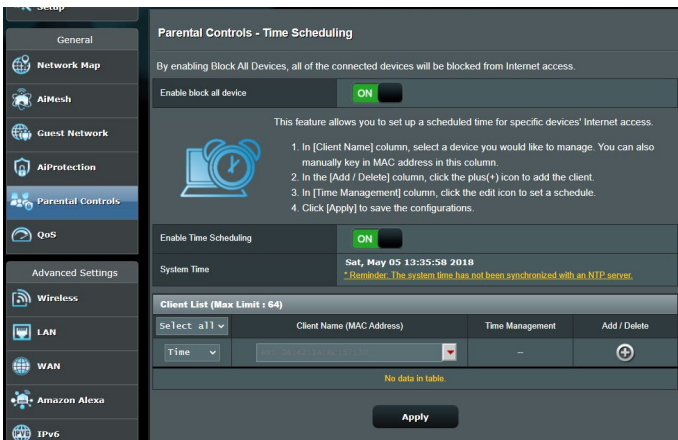 Setup
General
Network Map
AiMesh
Guest Network
AiProtection
Parental Controls
QoS
Advanced Settings
Wireless
LAN
WAN
Amazon Alexa
IPv6
Parental Controls - Time Scheduling
By enabling Block All Devices, all of the connected devices will be blocked from Internet access.
Enable block all device
ON
This feature allows you to set up a scheduled time for specific devices' Internet access.
1. In [Client Name] column, select a device you would like to manage. You can also
manually key in MAC address in this column.
2. In the [Add / Delete] column, click the plus(+) icon to add the client.
3. In [Time Management] column, click the edit icon to set a schedule.
4. Click [Apply] to save the configurations.
Enable Time Scheduling
ON
System Time
Sat, May 05 13:35:58 2018
* Reminder: The system time has not been synchronized with an NTP server.
Client List (Max Limit : 64)
Select all
Client Name (MAC Address)
Time Management
Add / Delete
Time
--
No data in table.
Apply